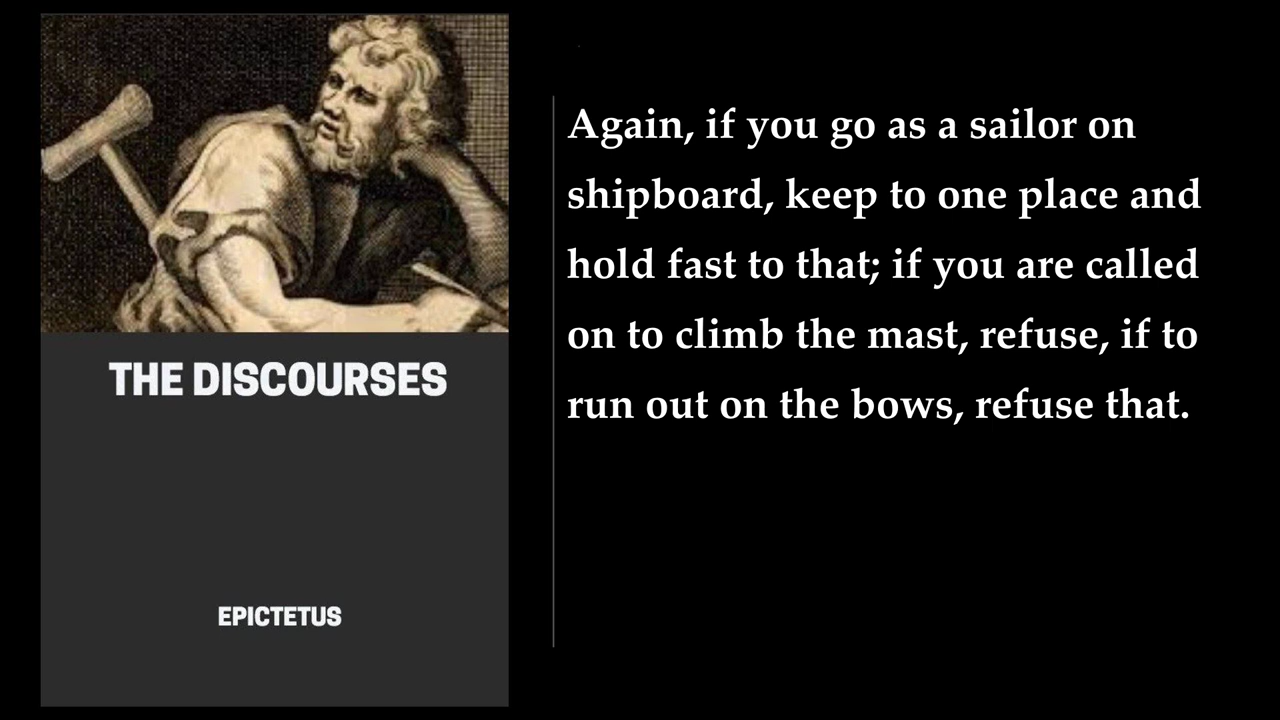 THE DISCOURSES
EPICTETUS
Again, if you go as a sailor on
shipboard, keep to one place and
hold fast to that; if you are called
on to climb the mast, refuse, if to
run out on the bows, refuse that.